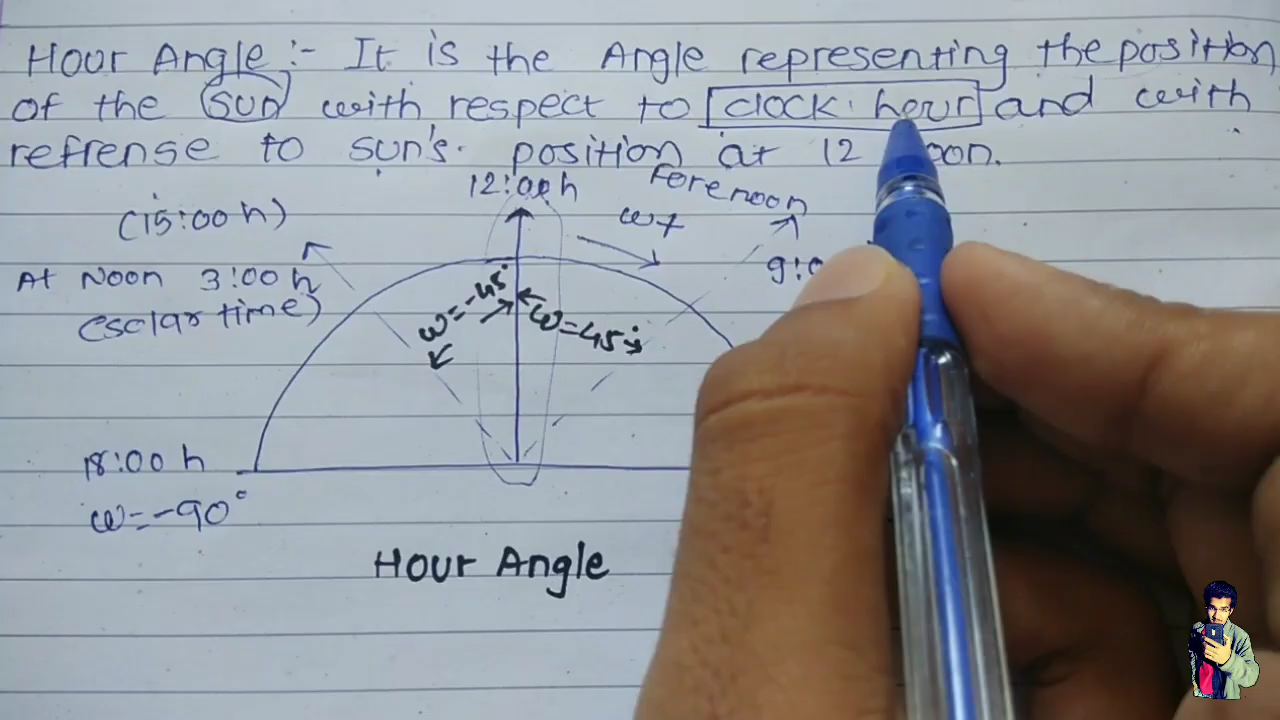 Hour Angle :- It is the Angle representing the position
of the sun with respect to clock hour and with
refrense to sun's. position at 12
12:00 h
Forenoon
(15:00 h)
ω+
At Noon 3:00 h
(solar time)
ω=-45°
ω=45°
18:00 h
ω=-90°
Hour Angle